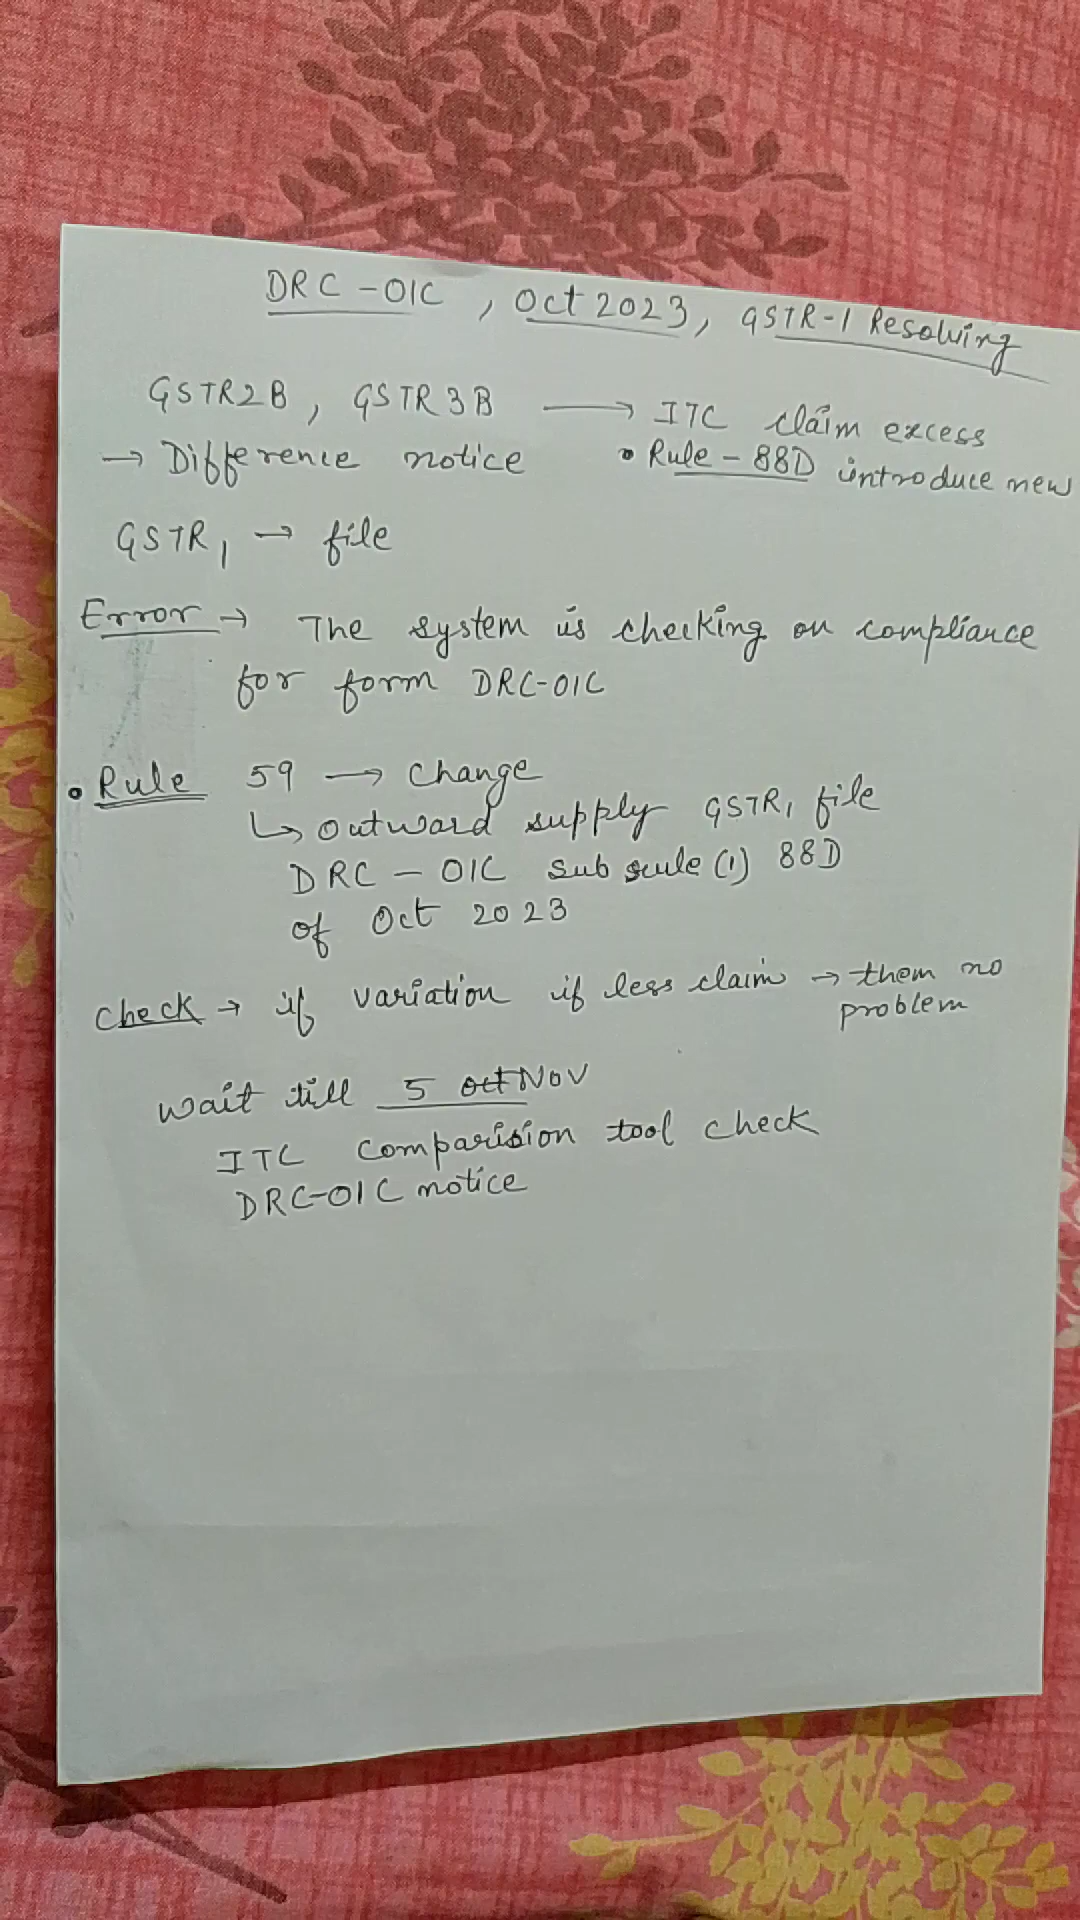 DRC-01C, Oct 2023, GSTR-1 Resolving
GSTR2B, GSTR3B → ITC claim excess
→ Difference notice • Rule-88D introduce new
GSTR1 → file
Error → The system is checking on compliance
for form DRC-01C
• Rule 59 → Change
↳ outward supply GSTR1 file
DRC-01C sub rule (1) 88D
of Oct 2023
Check → if variation if less claim → them no
problem
wait till 5 oct Nov
ITC comparision tool check
DRC-01C notice